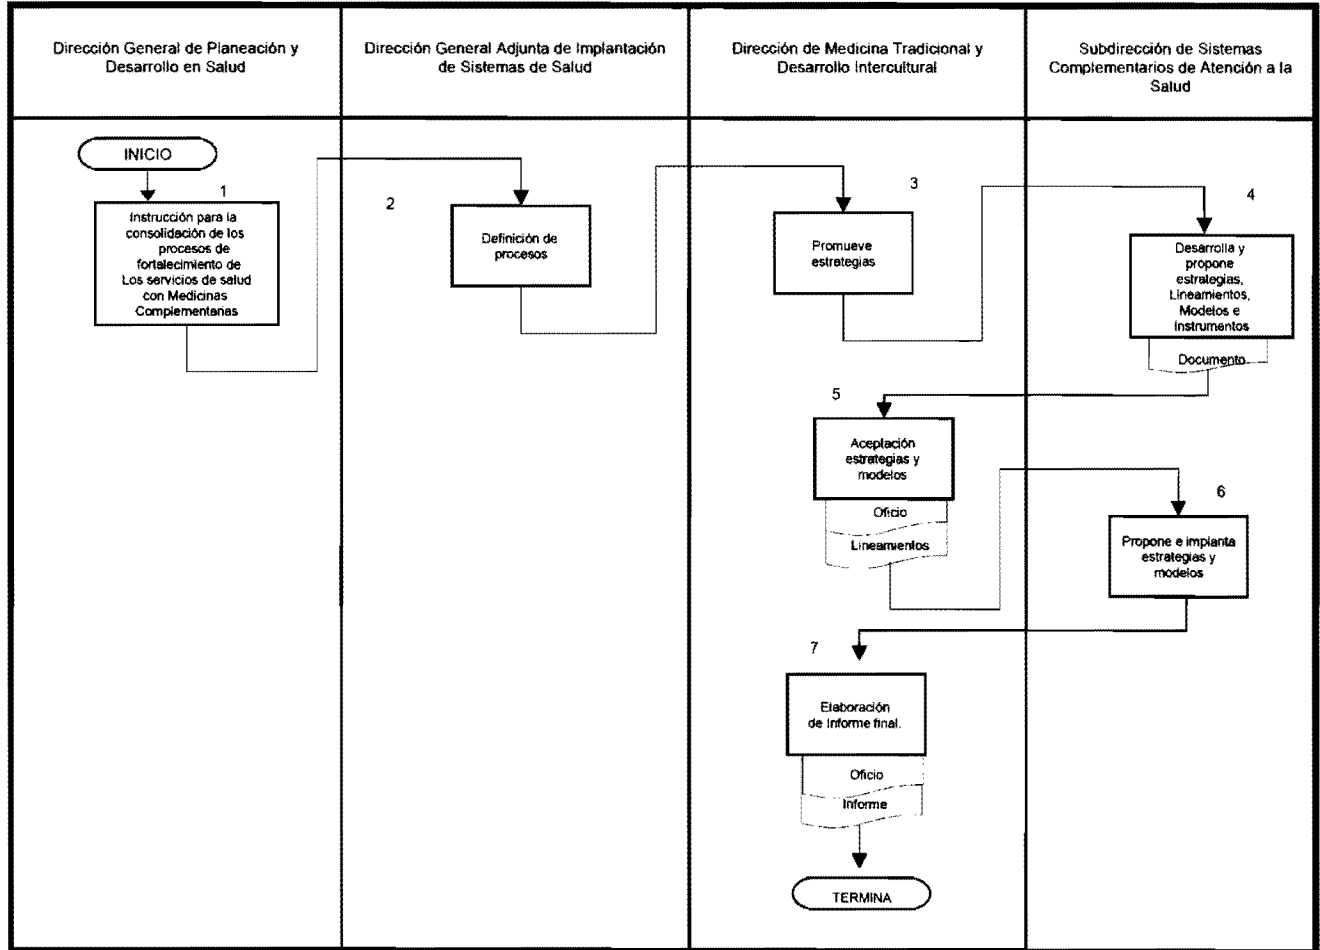 Dirección General de Planeación y
Desarrollo en Salud
Dirección General Adjunta de Implantación
de Sistemas de Salud
Dirección de Medicina Tradicional y
Desarrollo Intercultural
Subdirección de Sistemas
Complementarios de Atención a la
Salud
INICIO
1
Instrucción para la
consolidación de los
procesos de
fortalecimiento de
Los servicios de salud
con Medicinas
Complementarias
2
Definición de
procesos
3
Promueve
estrategias
4
Desarrolla y
propone
estrategias,
Lineamientos,
Modelos e
Instrumentos
Documento
5
Aceptación
estrategias y
modelos
Oficio
Lineamientos
6
Propone e implanta
estrategias y
modelos
7
Elaboración
de Informe final.
Oficio
Informe
TERMINA